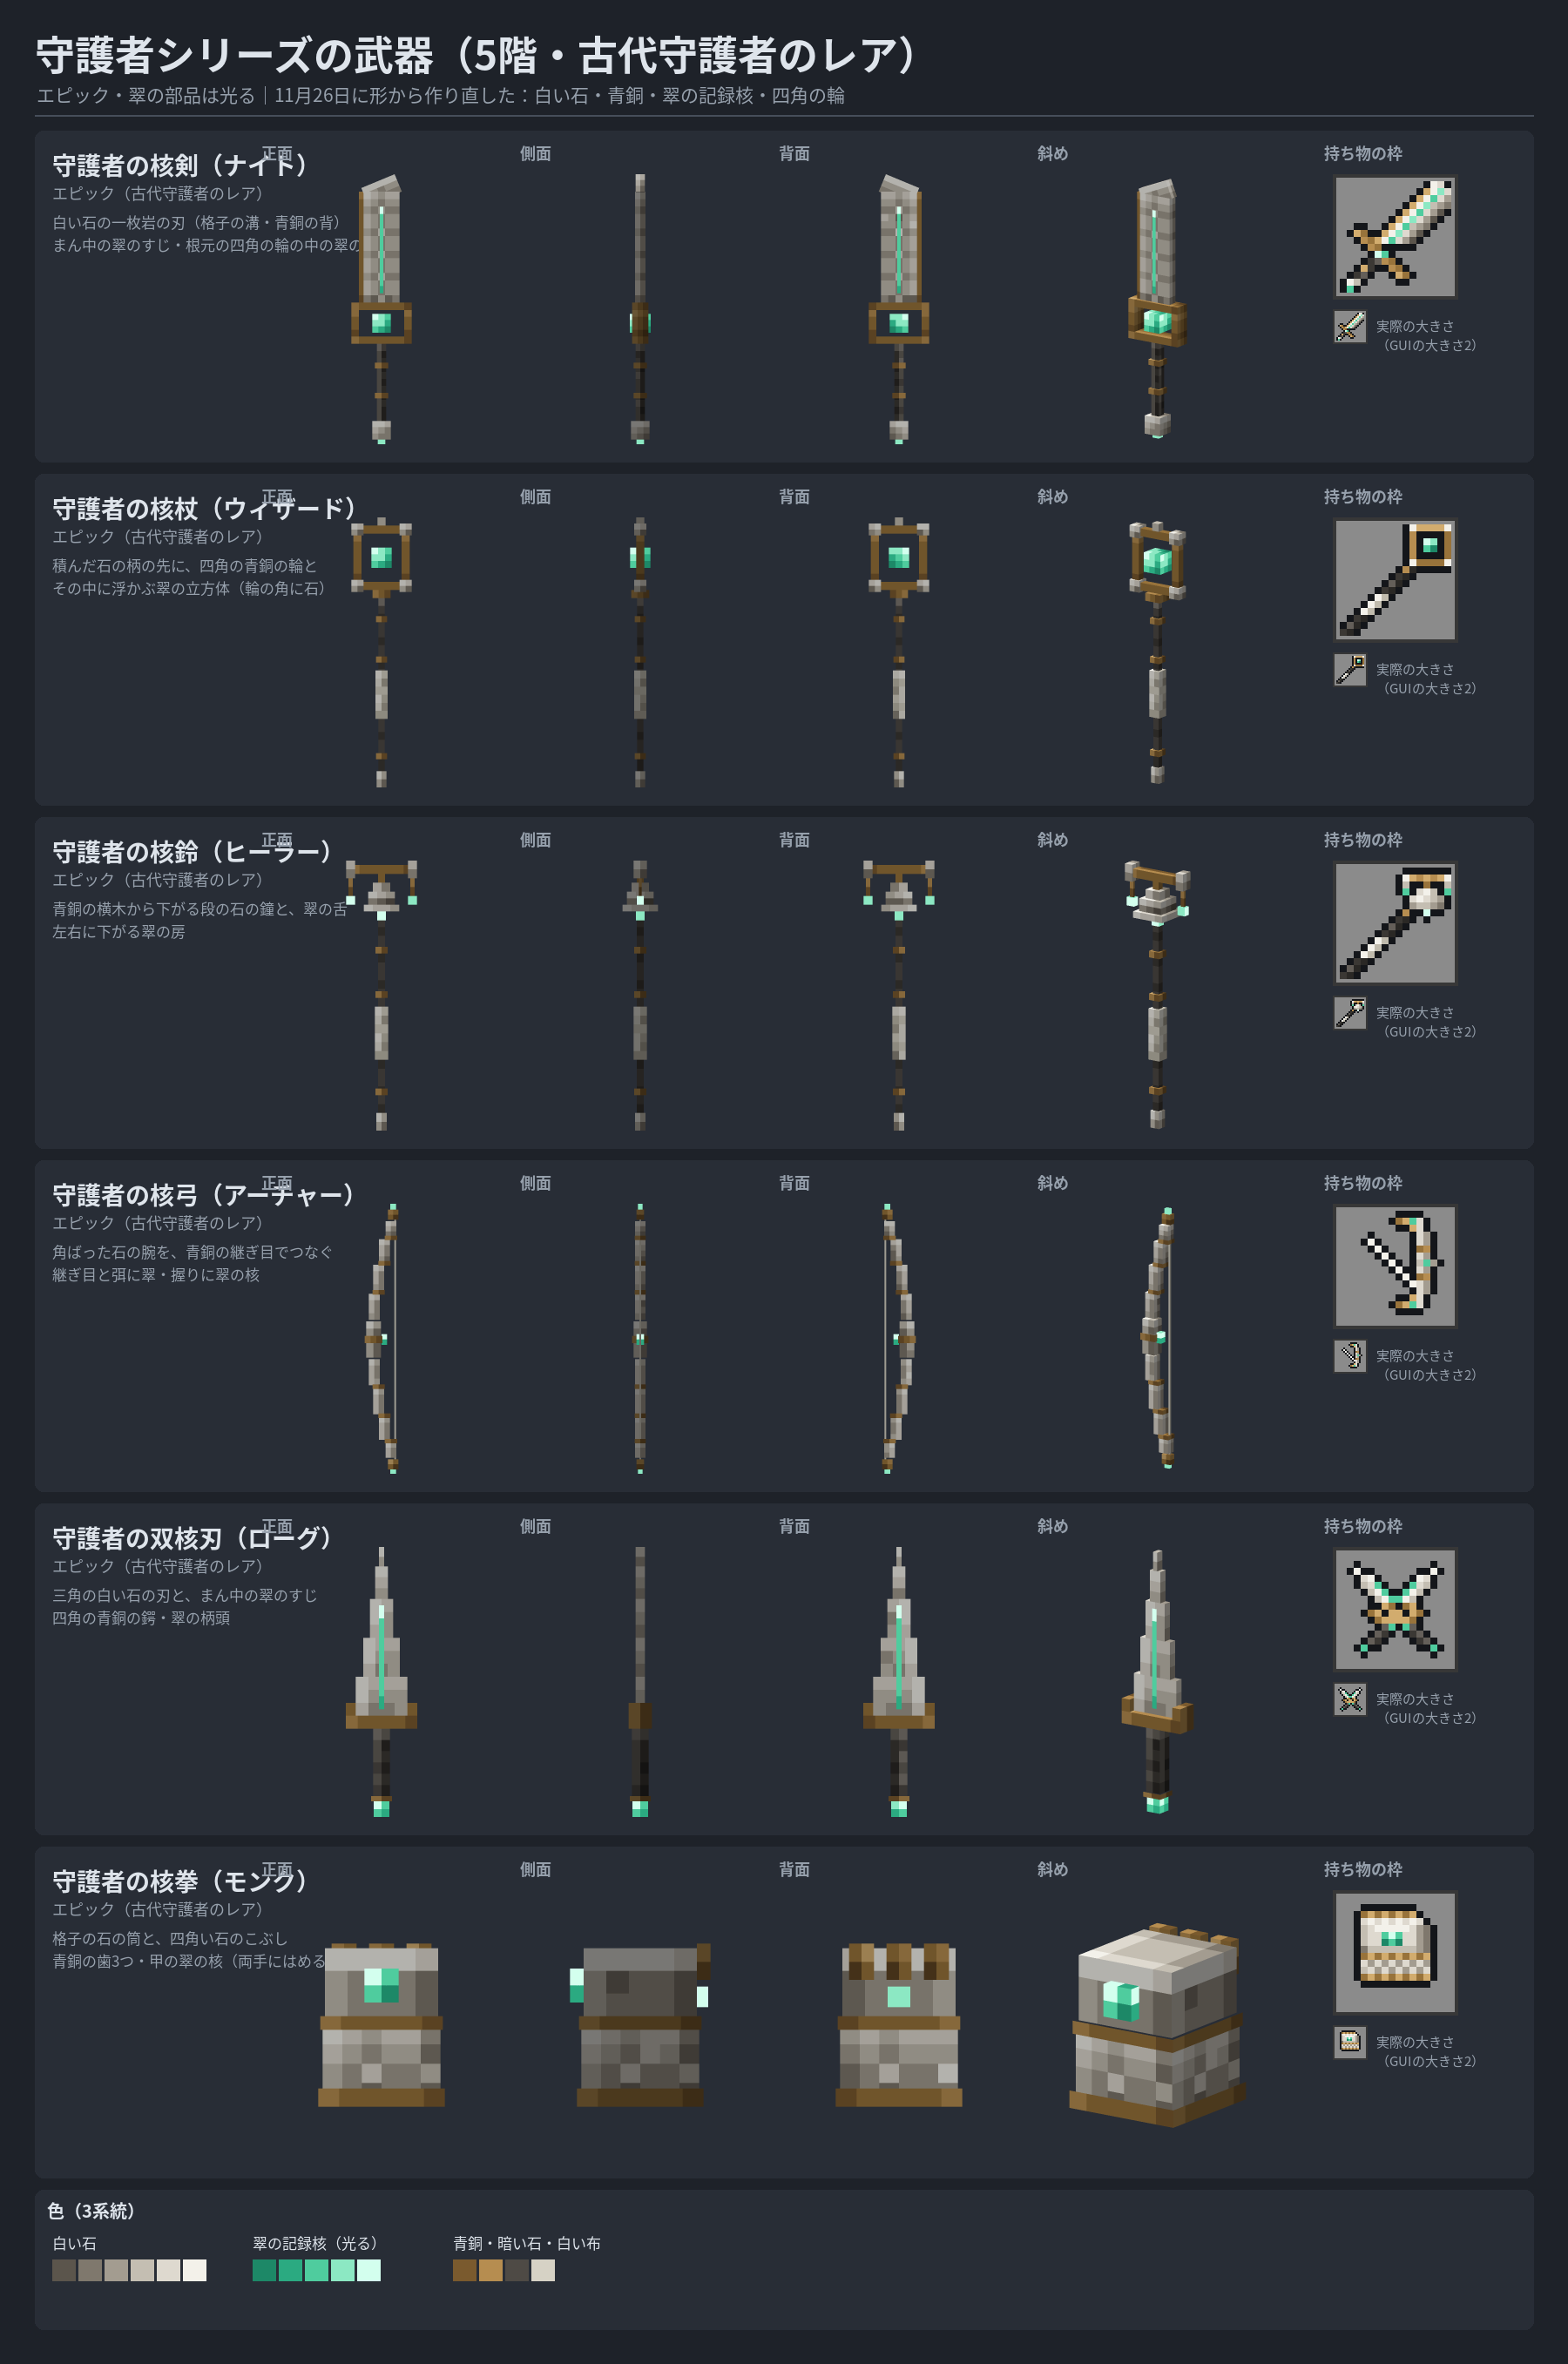 守護者シリーズの武器（5階・古代守護者のレア）
エピック・翠の部品は光る｜11月26日に形から作り直した：白い石・青銅・翠の記録核・四角の輪
守護者の核剣（ナイト）
正面
側面
背面
斜め
持ち物の枠
エピック（古代守護者のレア）
白い石の一枚岩の刃（格子の溝・青銅の背）
まん中の翠のすじ・根元の四角の輪の中の翠の
実際の大きさ
（GUIの大きさ2）
守護者の核杖（ウィザード）
正面
側面
背面
斜め
持ち物の枠
エピック（古代守護者のレア）
積んだ石の柄の先に、四角の青銅の輪と
その中に浮かぶ翠の立方体（輪の角に石）
実際の大きさ
（GUIの大きさ2）
守護者の核鈴（ヒーラー）
正面
側面
背面
斜め
持ち物の枠
エピック（古代守護者のレア）
青銅の横木から下がる段の石の鐘と、翠の舌
左右に下がる翠の房
実際の大きさ
（GUIの大きさ2）
守護者の核弓（アーチャー）
正面
側面
背面
斜め
持ち物の枠
エピック（古代守護者のレア）
角ばった石の腕を、青銅の継ぎ目でつなぐ
継ぎ目と弭に翠・握りに翠の核
実際の大きさ
（GUIの大きさ2）
守護者の双核刃（ローグ）
正面
側面
背面
斜め
持ち物の枠
エピック（古代守護者のレア）
三角の白い石の刃と、まん中の翠のすじ
四角の青銅の鍔・翠の柄頭
実際の大きさ
（GUIの大きさ2）
守護者の核拳（モンク）
正面
側面
背面
斜め
持ち物の枠
エピック（古代守護者のレア）
格子の石の筒と、四角い石のこぶし
青銅の歯3つ・甲の翠の核（両手にはめる
実際の大きさ
（GUIの大きさ2）
色（3系統）
白い石
翠の記録核（光る）
青銅・暗い石・白い布